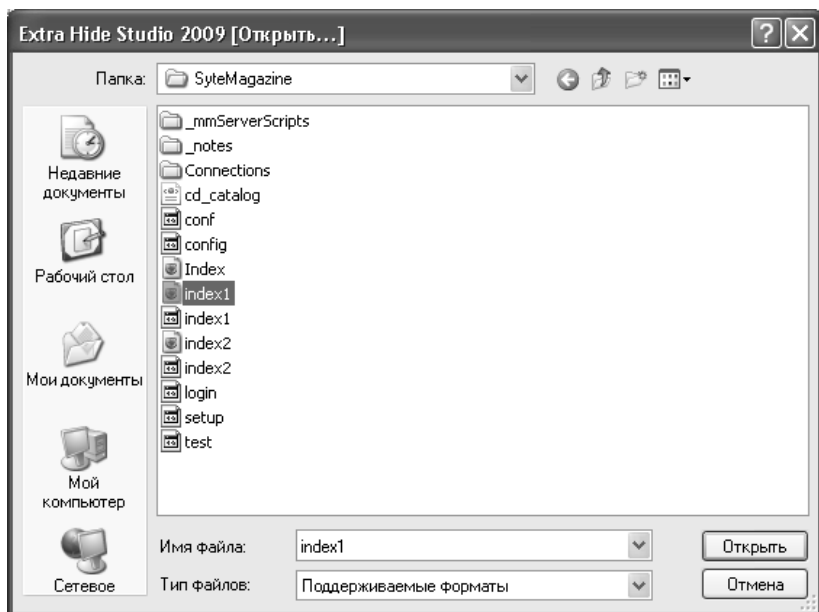 Extra Hide Studio 2009 [Открыть...]
Папка:
SyteMagazine
Недавние
документы
Рабочий стол
Мои документы
Мой
компьютер
Сетевое
_mmServerScripts
_notes
Connections
cd_catalog
conf
config
Index
index1
index1
index2
index2
login
setup
test
Имя файла:
index1
Открыть
Тип файлов:
Поддерживаемые форматы
Отмена